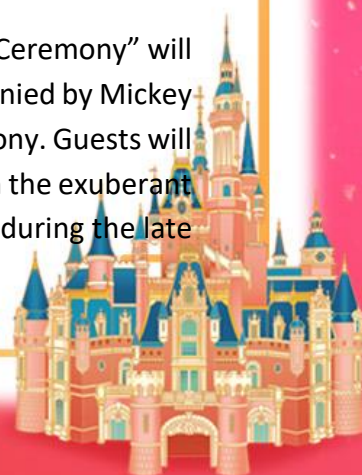 Ceremony” will
nied by Mickey
ony. Guests will
the exuberant
during the late